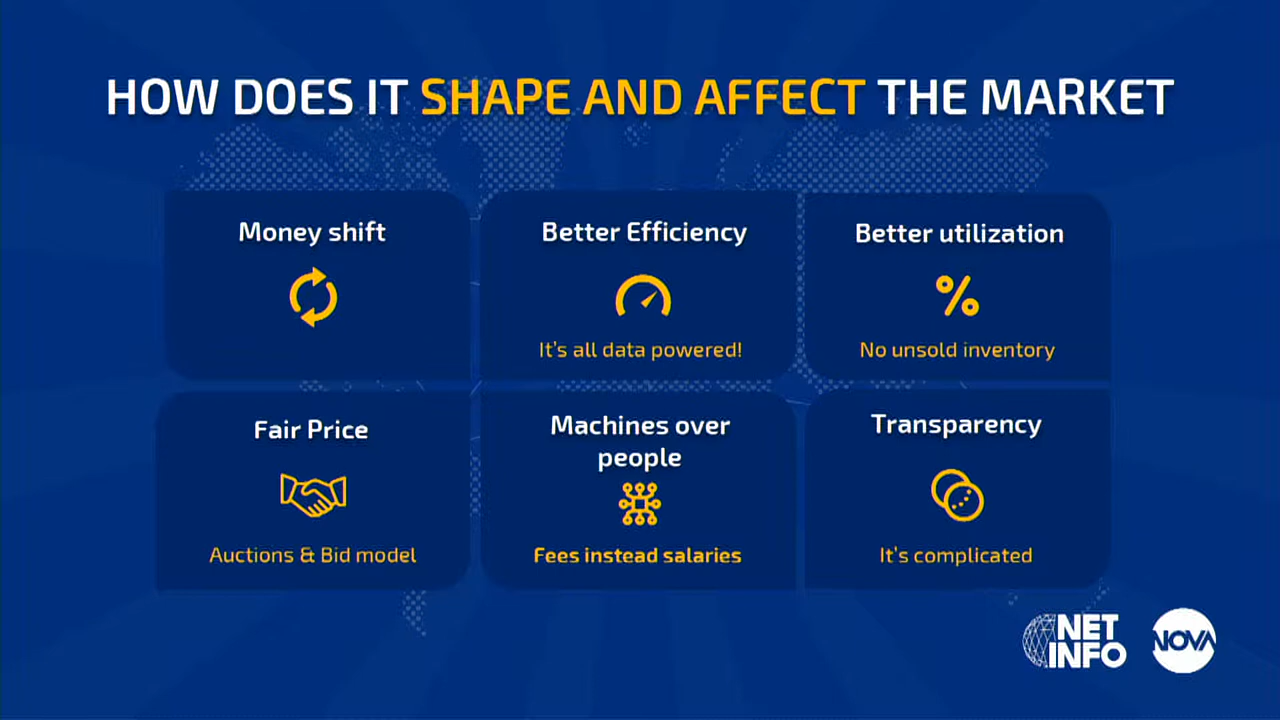 HOW DOES IT SHAPE AND AFFECT THE MARKET
Money shift
Better Efficiency
It's all data powered!
Better utilization
%
No unsold inventory
Fair Price
Auctions & Bid model
Machines over
people
Fees instead salaries
Transparency
It's complicated
NET
INFO
NOVA